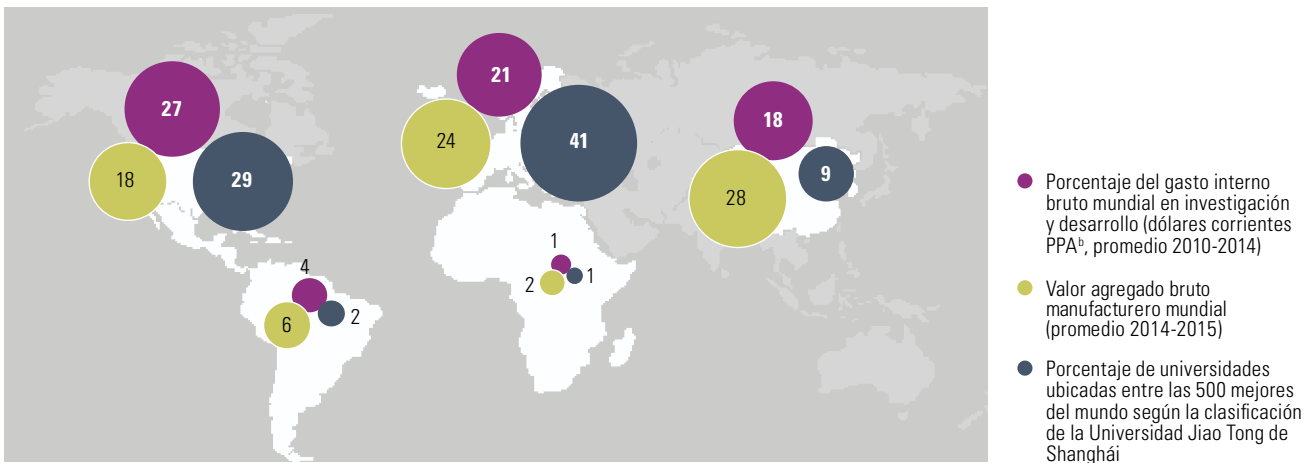 27
18
29
21
24
41
18
28
9
4
6
2
1
2
1
Porcentaje del gasto interno
bruto mundial en investigación
y desarrollo (dólares corrientes
PPAᵇ, promedio 2010-2014)
Valor agregado bruto
manufacturero mundial
(promedio 2014-2015)
Porcentaje de universidades
ubicadas entre las 500 mejores
del mundo según la clasificación
de la Universidad Jiao Tong de
Shanghái